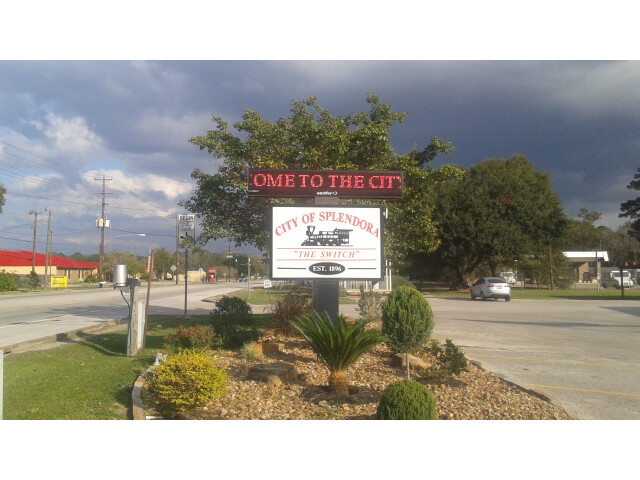 OME TO THE CIT
CITY OF SPLENDORA
"THE SWITCH"
EST. 1896